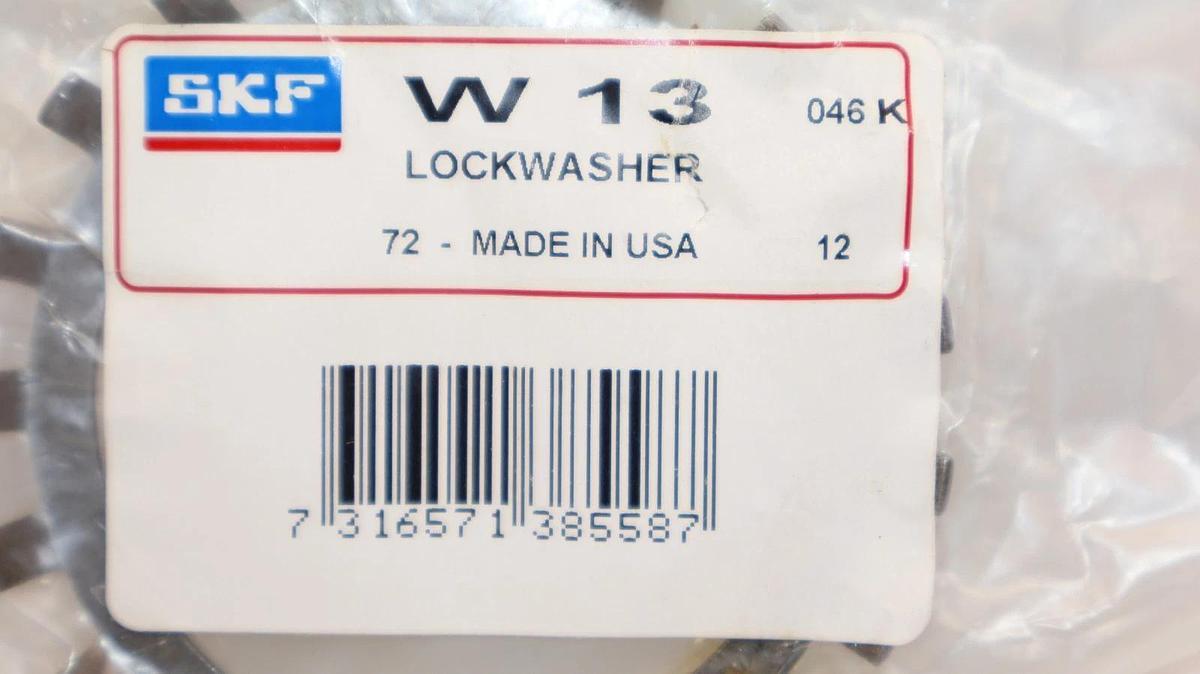 SKF W 13 046 K
LOCKWASHER
72 - MADE IN USA 12
7 316571 385587